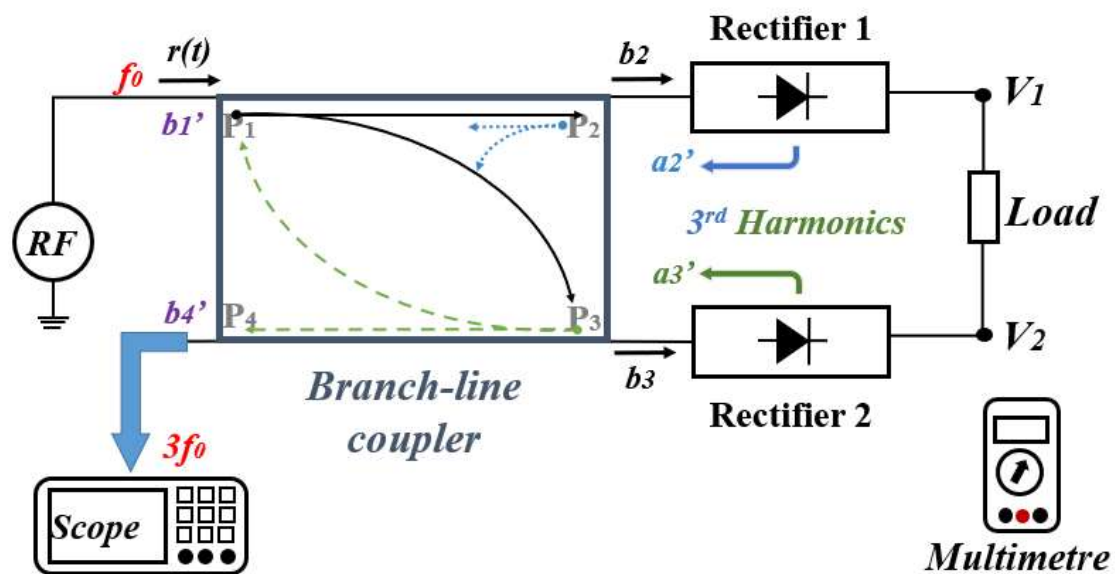 Rectifier 1
r(t)
f0
b2
b1'
P1
P2
V1
a2'
RF
3rd Harmonics
Load
a3'
b4'
P4
P3
V2
b3
Branch-line
coupler
Rectifier 2
3f0
Scope
Multimetre